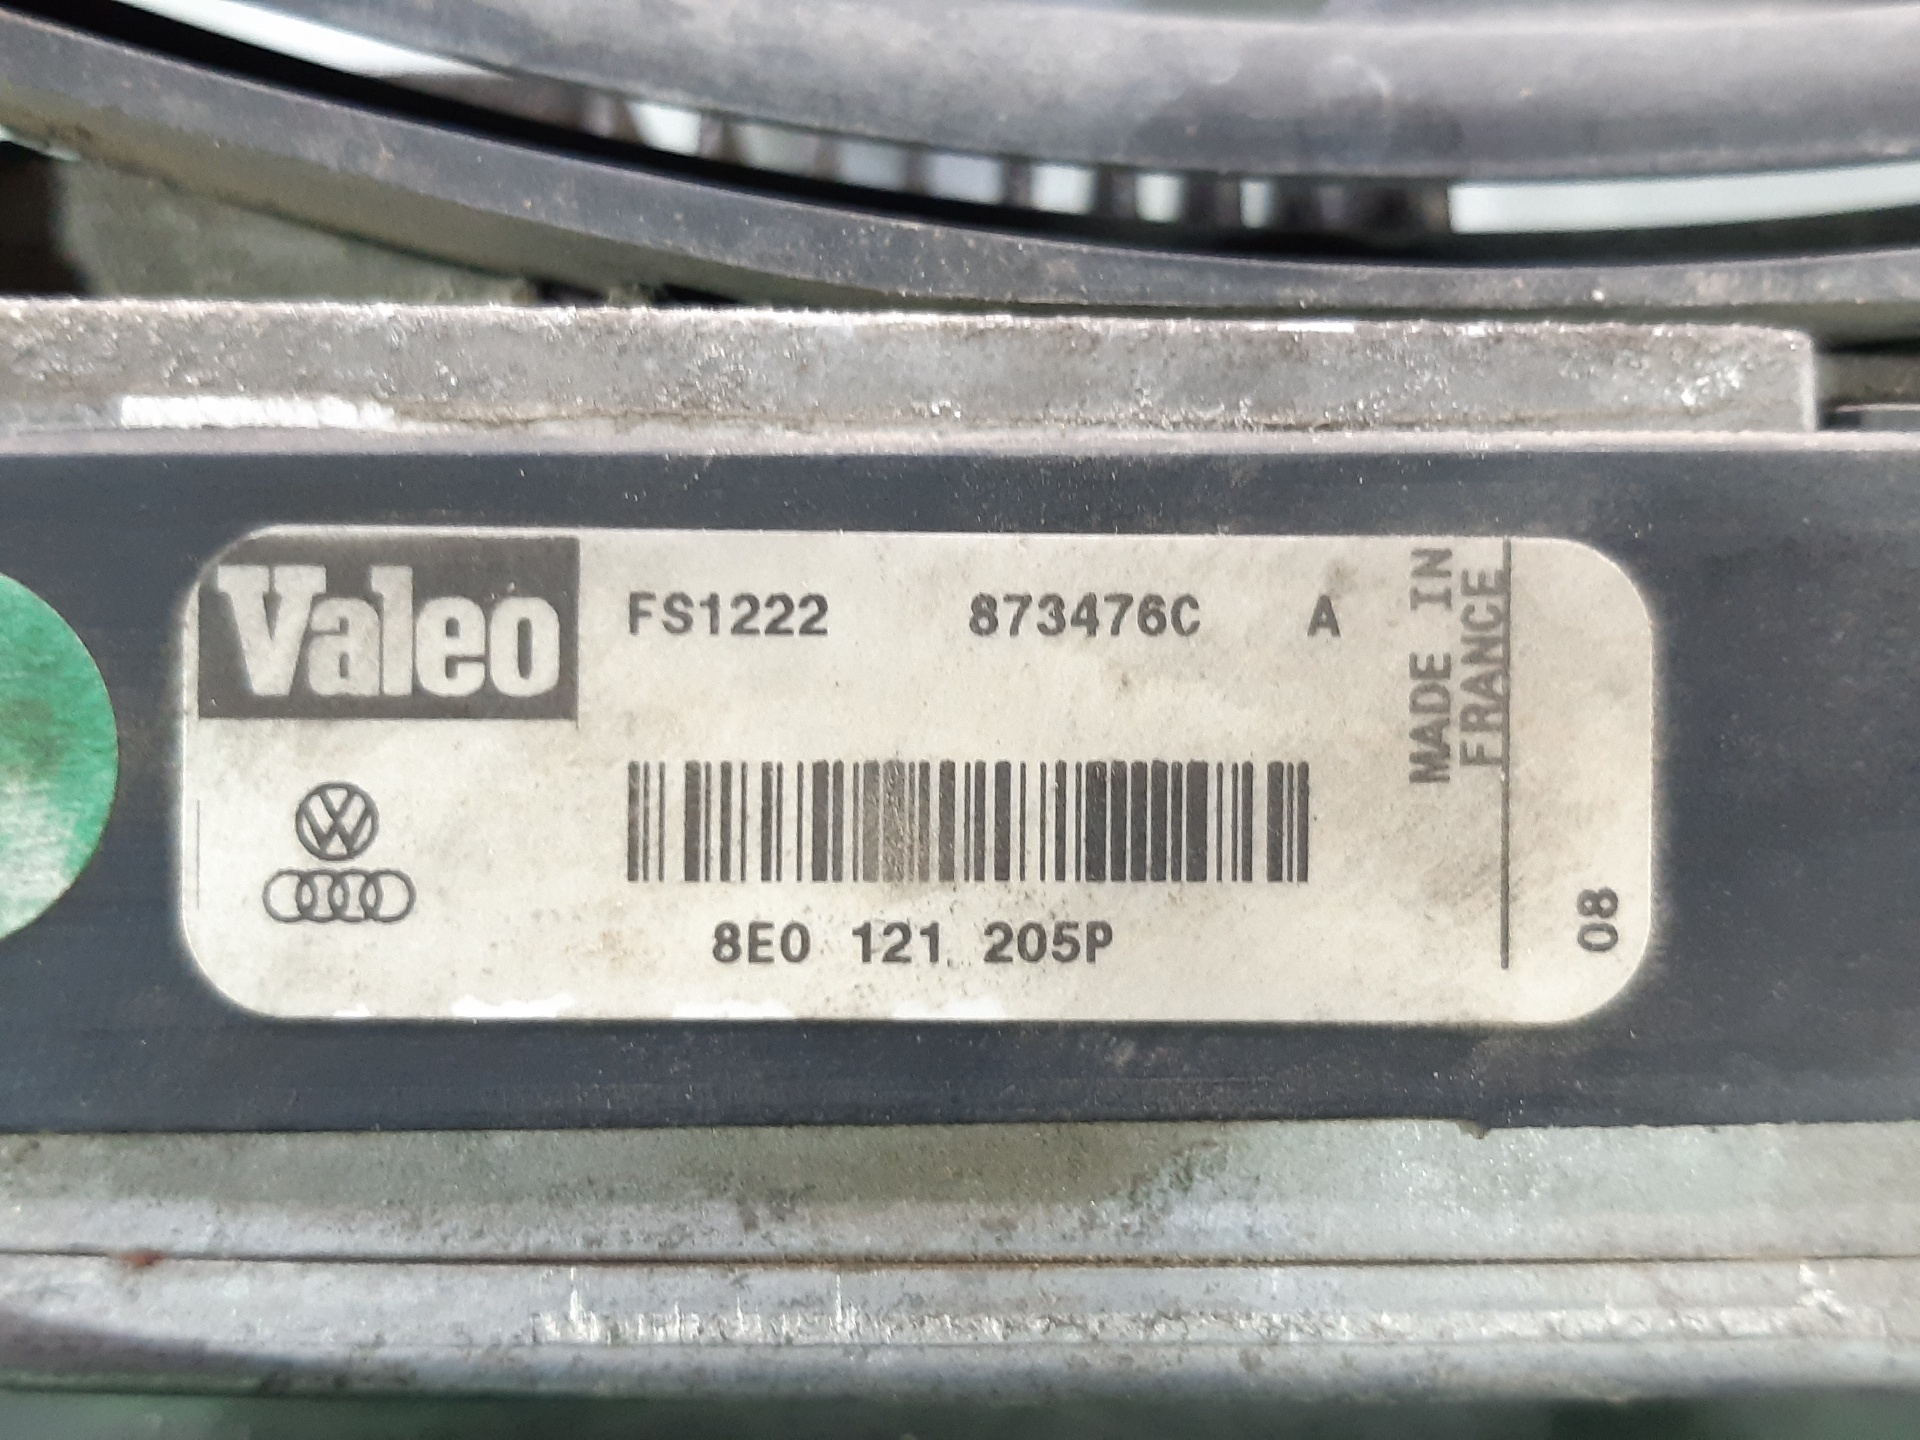 Valeo
FS1222 873476C A
MADE IN
FRANCE
8E0 121 205P
08